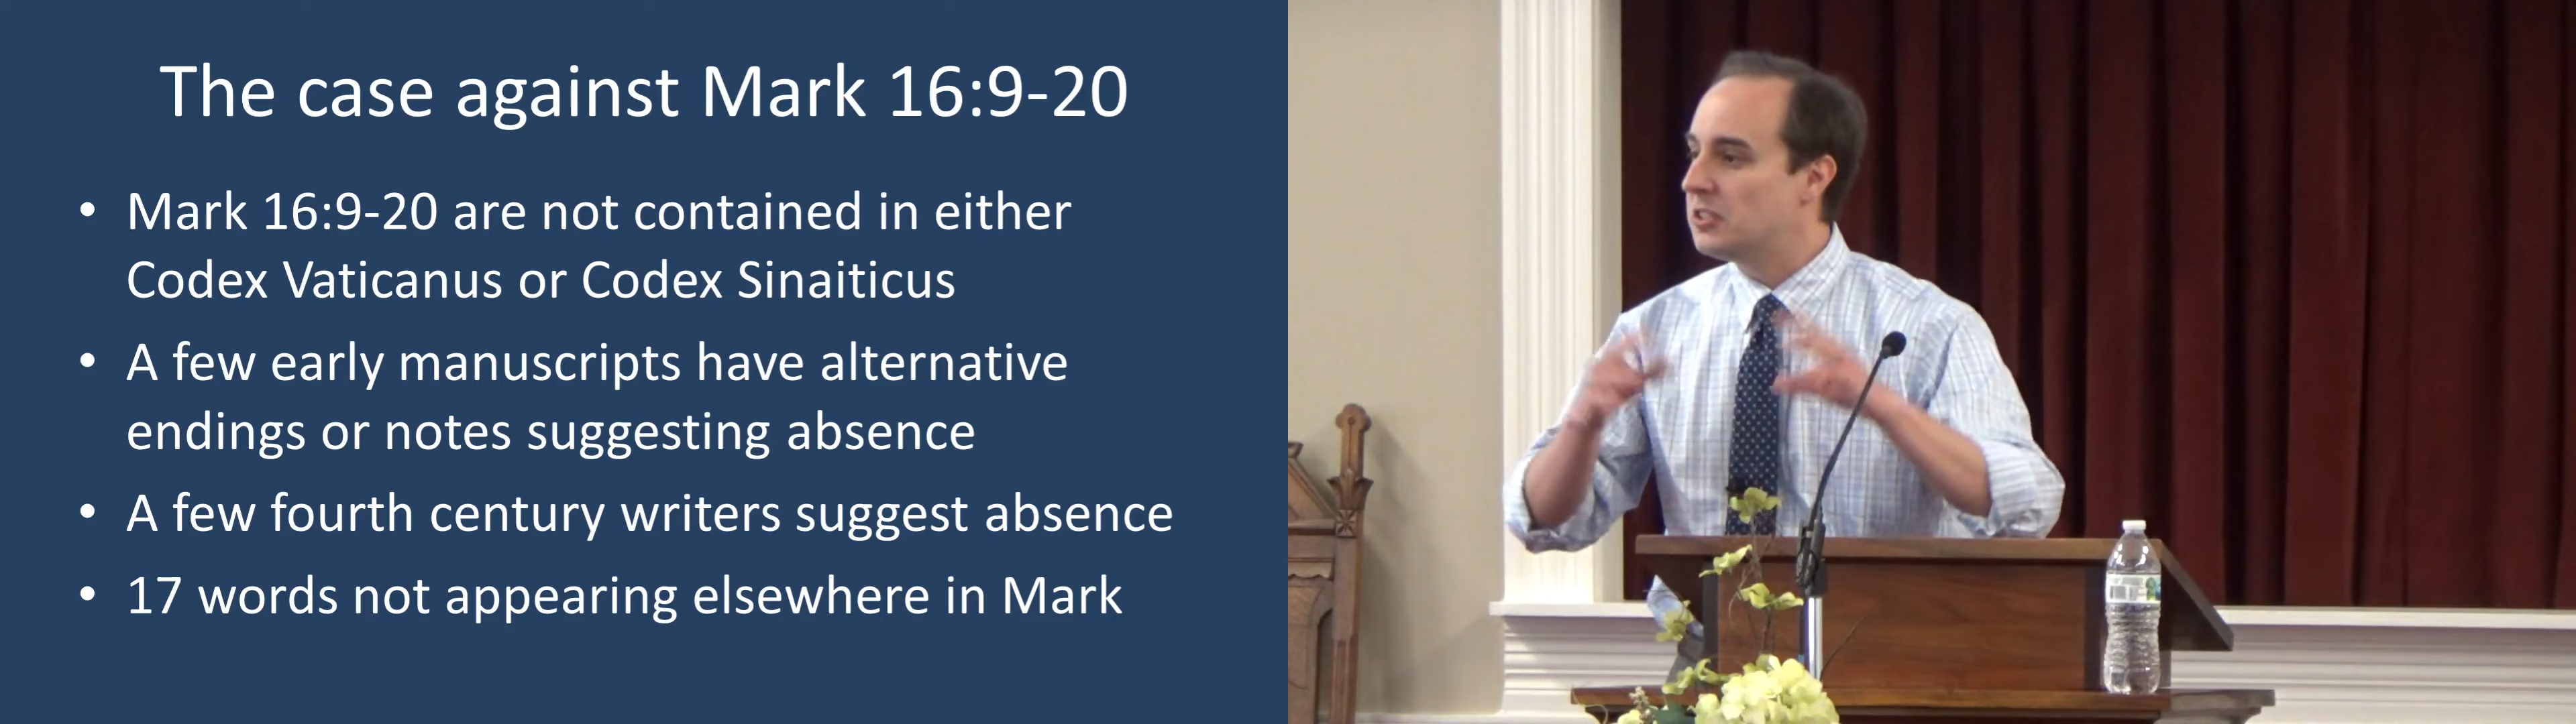 The case against Mark 16:9-20
• Mark 16:9-20 are not contained in either
Codex Vaticanus or Codex Sinaiticus
• A few early manuscripts have alternative
endings or notes suggesting absence
• A few fourth century writers suggest absence
• 17 words not appearing elsewhere in Mark